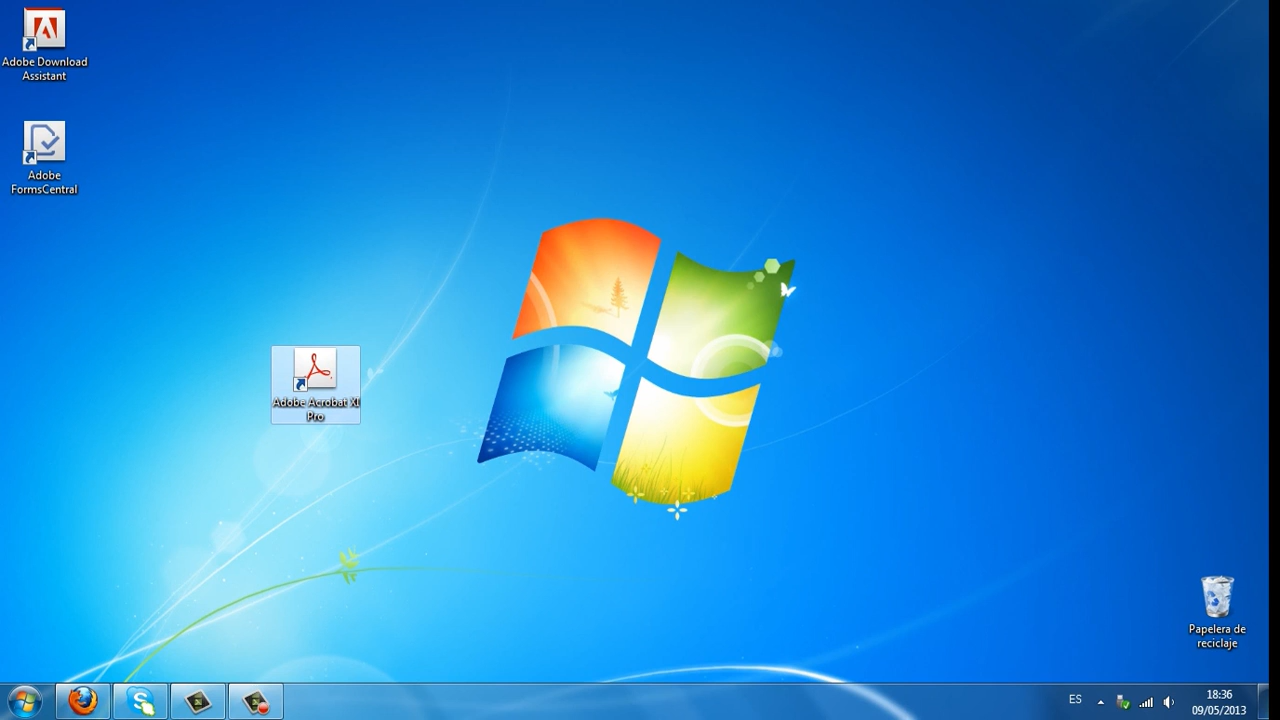 Adobe Download
Assistant
Adobe
FormsCentral
Adobe Acrobat XI
Pro
Papelera de
reciclaje
ES
18:36
09/05/2013